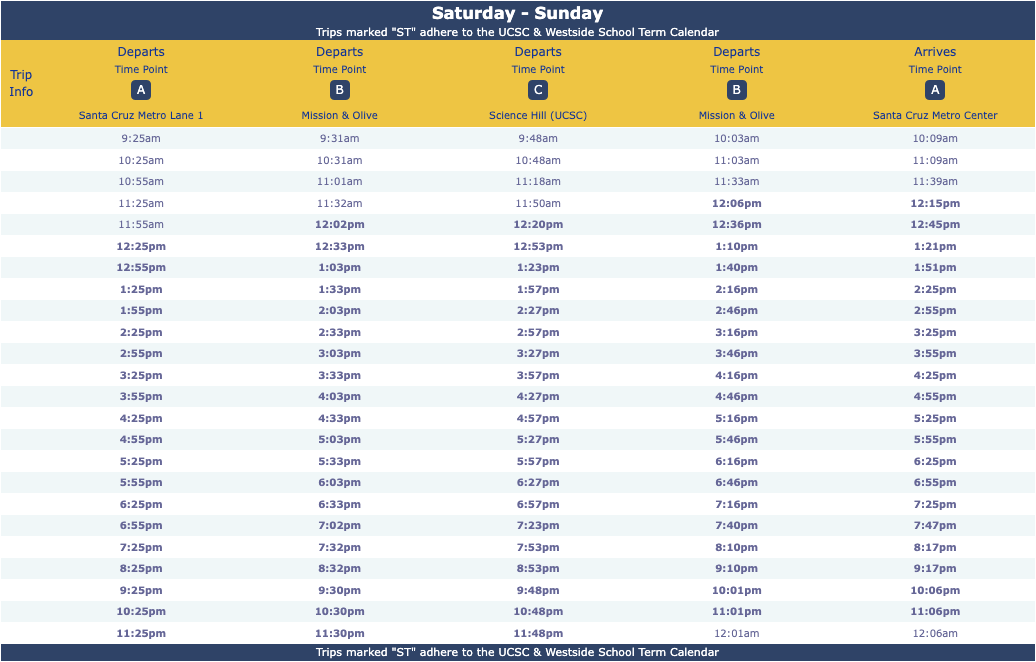 Saturday - Sunday
Trips marked "ST" adhere to the UCSC & Westside School Term Calendar
Trip Info Departs Departs Departs Departs Arrives
Time Point Time Point Time Point Time Point Time Point
A B C B A
Santa Cruz Metro Lane 1 Mission & Olive Science Hill (UCSC) Mission & Olive Santa Cruz Metro Center
9:25am 9:31am 9:48am 10:03am 10:09am
10:25am 10:31am 10:48am 11:03am 11:09am
10:55am 11:01am 11:18am 11:33am 11:39am
11:25am 11:32am 11:50am 12:06pm 12:15pm
11:55am 12:02pm 12:20pm 12:36pm 12:45pm
12:25pm 12:33pm 12:53pm 1:10pm 1:21pm
12:55pm 1:03pm 1:23pm 1:40pm 1:51pm
1:25pm 1:33pm 1:57pm 2:16pm 2:25pm
1:55pm 2:03pm 2:27pm 2:46pm 2:55pm
2:25pm 2:33pm 2:57pm 3:16pm 3:25pm
2:55pm 3:03pm 3:27pm 3:46pm 3:55pm
3:25pm 3:33pm 3:57pm 4:16pm 4:25pm
3:55pm 4:03pm 4:27pm 4:46pm 4:55pm
4:25pm 4:33pm 4:57pm 5:16pm 5:25pm
4:55pm 5:03pm 5:27pm 5:46pm 5:55pm
5:25pm 5:33pm 5:57pm 6:16pm 6:25pm
5:55pm 6:03pm 6:27pm 6:46pm 6:55pm
6:25pm 6:33pm 6:57pm 7:16pm 7:25pm
6:55pm 7:02pm 7:23pm 7:40pm 7:47pm
7:25pm 7:32pm 7:53pm 8:10pm 8:17pm
8:25pm 8:32pm 8:53pm 9:10pm 9:17pm
9:25pm 9:30pm 9:48pm 10:01pm 10:06pm
10:25pm 10:30pm 10:48pm 11:01pm 11:06pm
11:25pm 11:30pm 11:48pm 12:01am 12:06am
Trips marked "ST" adhere to the UCSC & Westside School Term Calendar